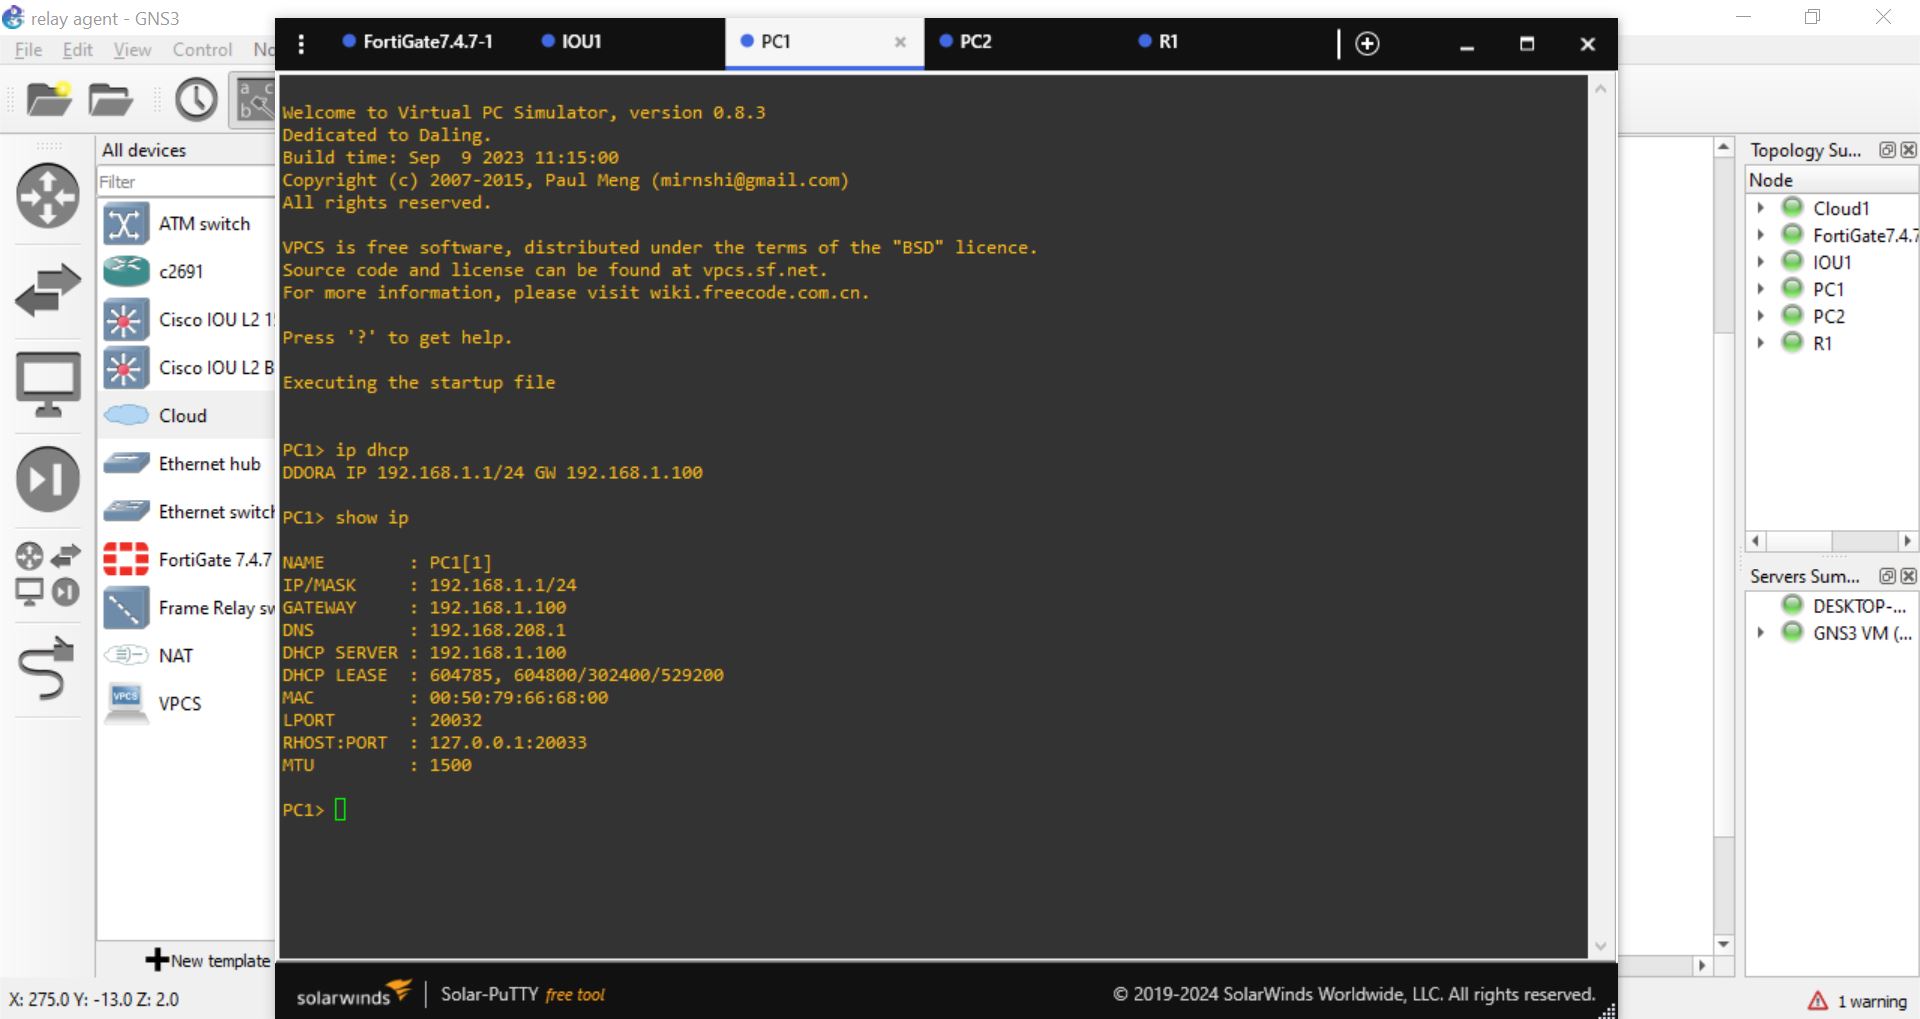 relay agent - GNS3
File Edit View Control No
FortiGate7.4.7-1 IOU1 PC1 PC2 R1
All devices
Filter
ATM switch
c2691
Cisco IOU L2 1
Cisco IOU L2 B
Cloud
Ethernet hub
Ethernet switch
FortiGate 7.4.7
Frame Relay sw
NAT
VPCS
New template
X: 275.0 Y: -13.0 Z: 2.0
Welcome to Virtual PC Simulator, version 0.8.3
Dedicated to Daling.
Build time: Sep  9 2023 11:15:00
Copyright (c) 2007-2015, Paul Meng (mirnshi@gmail.com)
All rights reserved.
VPCS is free software, distributed under the terms of the "BSD" licence.
Source code and license can be found at vpcs.sf.net.
For more information, please visit wiki.freecode.com.cn.
Press '?' to get help.
Executing the startup file
PC1> ip dhcp
DDORA IP 192.168.1.1/24 GW 192.168.1.100
PC1> show ip
NAME        : PC1[1]
IP/MASK     : 192.168.1.1/24
GATEWAY     : 192.168.1.100
DNS         : 192.168.208.1
DHCP SERVER : 192.168.1.100
DHCP LEASE  : 604785, 604800/302400/529200
MAC         : 00:50:79:66:68:00
LPORT       : 20032
RHOST:PORT  : 127.0.0.1:20033
MTU         : 1500
PC1>
solarwinds Solar-PuTTY free tool
© 2019-2024 SolarWinds Worldwide, LLC. All rights reserved.
Topology Su...
Node
Cloud1
FortiGate7.4.7
IOU1
PC1
PC2
R1
Servers Sum...
DESKTOP-...
GNS3 VM (...
1 warning